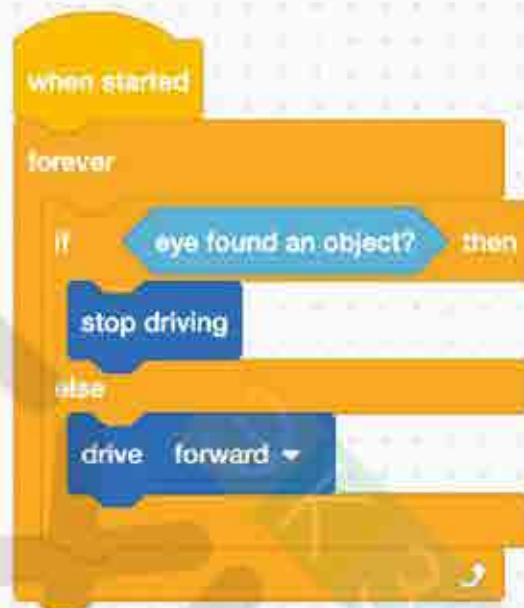 when started
forever
if eye found an object? then
stop driving
else
drive forward